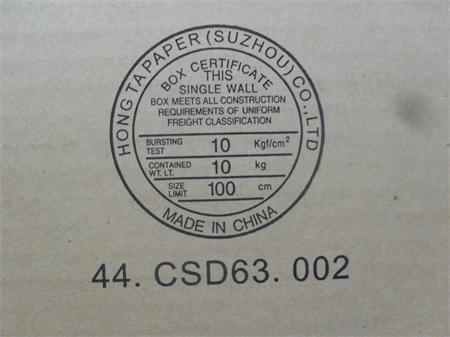 HONG TA PAPER (SUZHOU) CO.,LTD
BOX CERTIFICATE
THIS
SINGLE WALL
BOX MEETS ALL CONSTRUCTION
REQUIREMENTS OF UNIFORM
FREIGHT CLASSIFICATION
BURSTING TEST 10 Kgf/cm²
CONTAINED WT. LT. 10 kg
SIZE LIMIT 100 cm
MADE IN CHINA
44. CSD63. 002